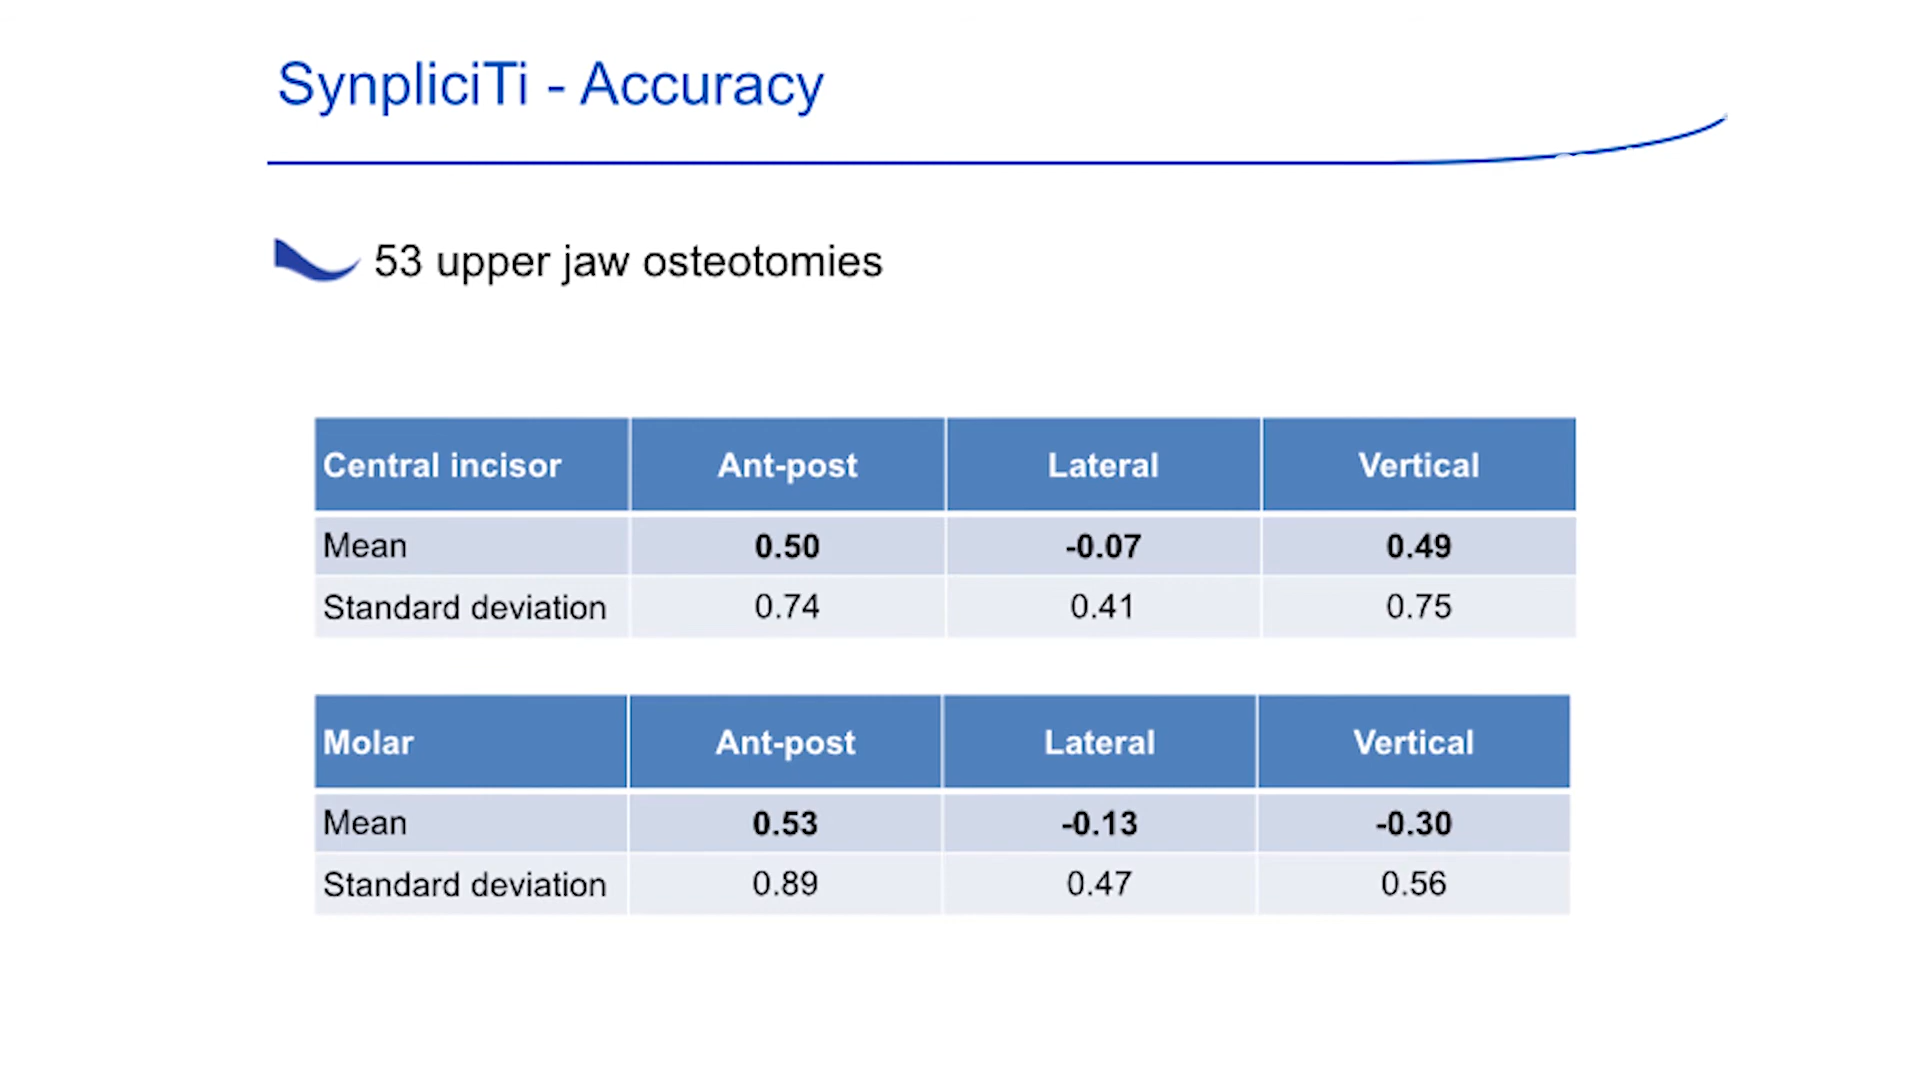 SynpliciTi - Accuracy
53 upper jaw osteotomies
Central incisor Ant-post Lateral Vertical
Mean 0.50 -0.07 0.49
Standard deviation 0.74 0.41 0.75
Molar Ant-post Lateral Vertical
Mean 0.53 -0.13 -0.30
Standard deviation 0.89 0.47 0.56